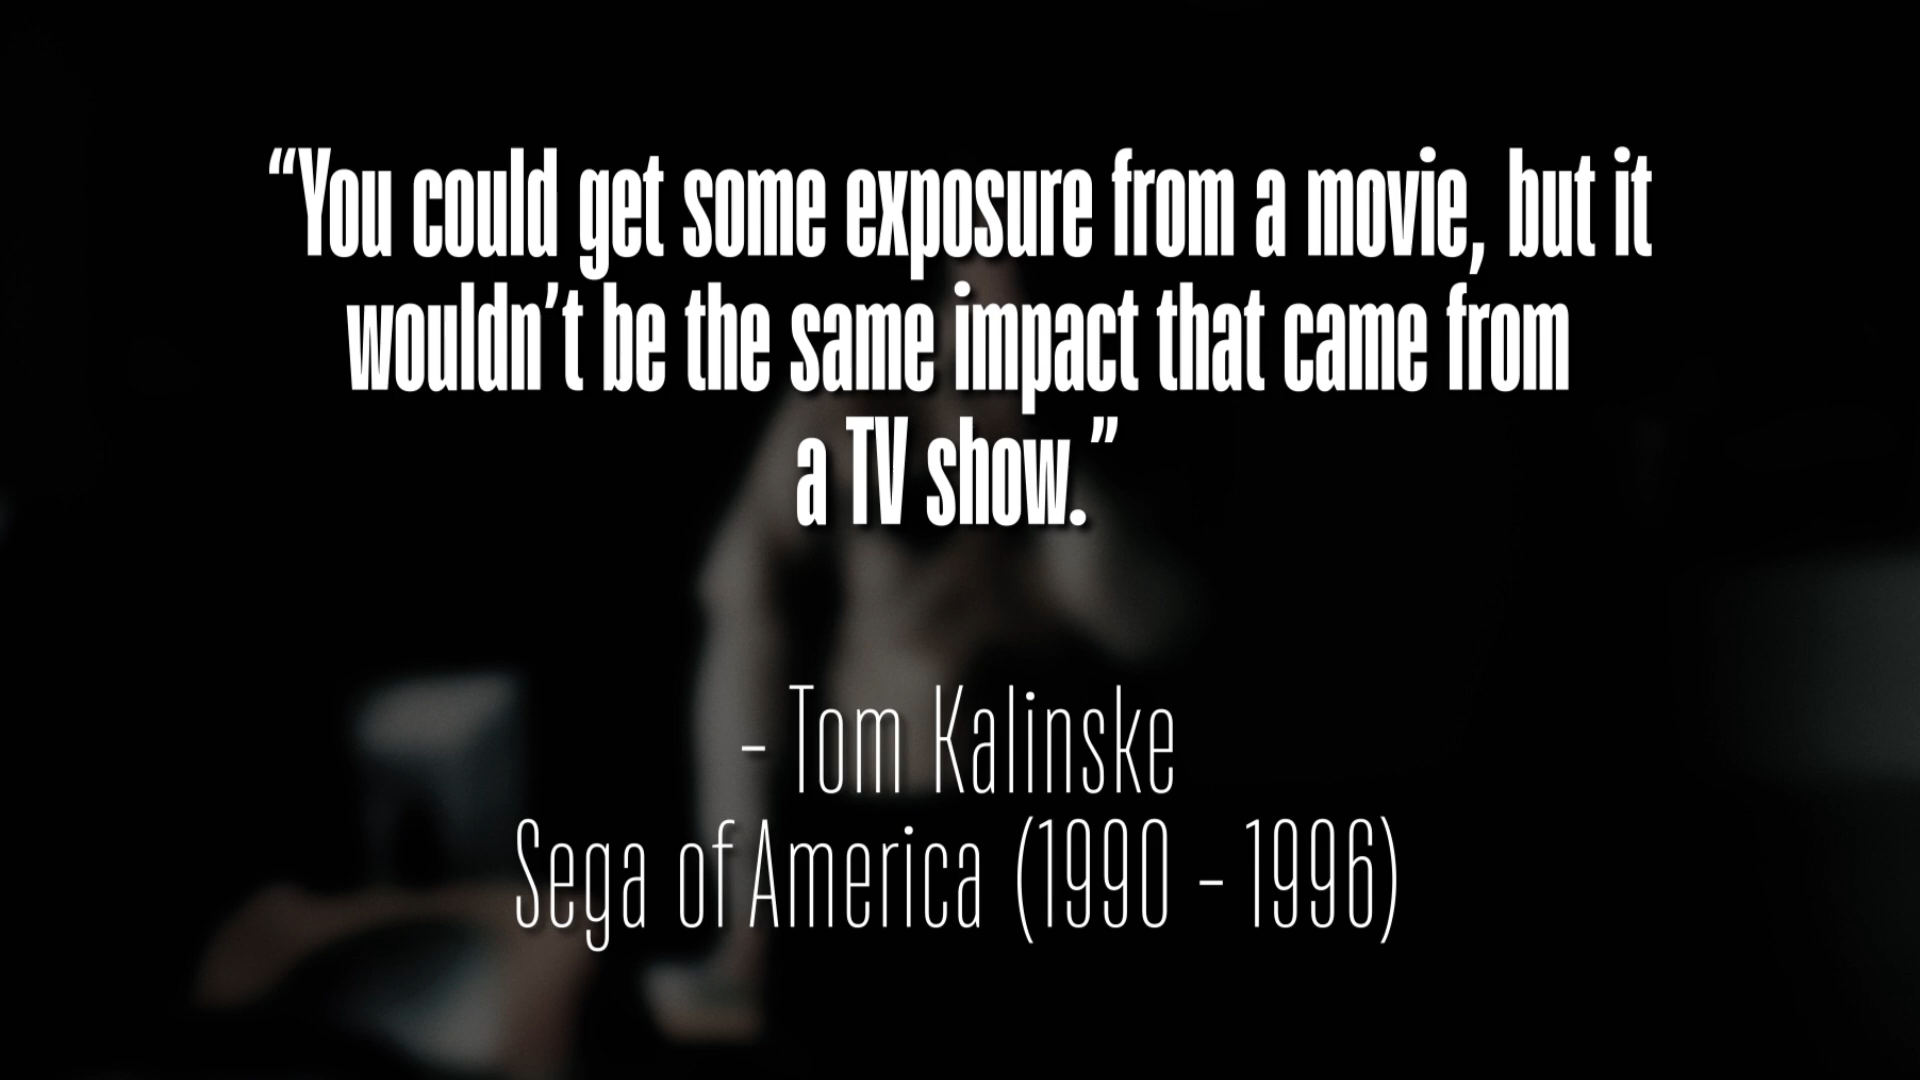 “You could get some exposure from a movie, but it
wouldn’t be the same impact that came from
a TV show.”
– Tom Kalinske
Sega of America (1990 – 1996)